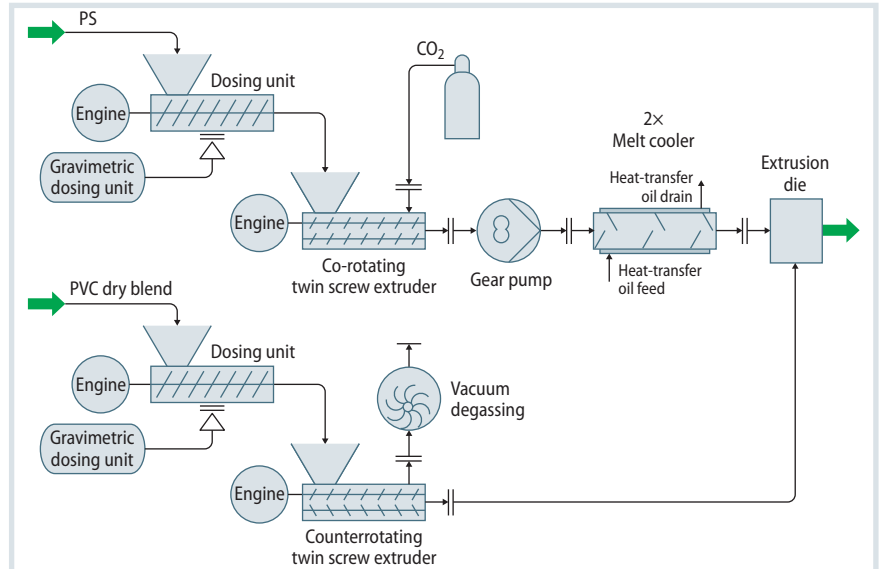 PS
Dosing unit
Engine
Gravimetric
dosing unit
CO₂
2×
Melt cooler
Heat-transfer
oil drain
Extrusion
die
Engine
Co-rotating
twin screw extruder
Gear pump
Heat-transfer
oil feed
PVC dry blend
Dosing unit
Engine
Gravimetric
dosing unit
Vacuum
degassing
Engine
Counterrotating
twin screw extruder